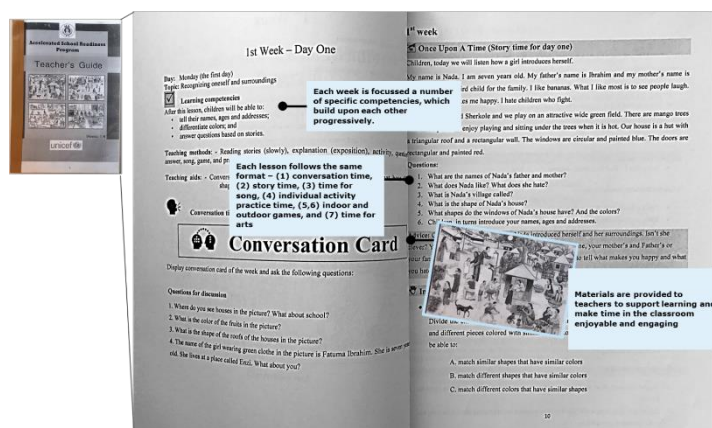 Accelerated School Readiness
Program
Teacher's Guide
unicef
1st Week – Day One
Day: Monday (the first day)
Topic: Recognizing oneself and surroundings
Learning competencies
After this lesson, children will be able to:
• tell their names, ages and addresses;
• differentiate colors; and
• answer questions based on stories.
Teaching methods: - Reading stories (slowly), explanation (exposition), activity, ques
answer, song, game, and pr
Teaching aids: - Conver
shap
Conversation ti
Conversation Card
Display conversation card of the week and ask the following questions:
Questions for discussion
1. Where do you see houses in the picture? What about school?
2. What is the color of the fruits in the picture?
3. What is the shape of the roofs of the houses in the picture?
4. The name of the girl wearing green clothe in the picture is Fatuma Ibrahim. She is seven years
old. She lives at a place called Enzi. What about you?
Each week is focussed a number
of specific competencies, which
build upon each other
progressively.
Each lesson follows the same
format – (1) conversation time,
(2) story time, (3) time for
song, (4) individual activity
practice time, (5,6) indoor and
outdoor games, and (7) time for
arts
1st week
Once Upon A Time (Story time for day one)
Children, today we will listen how a girl introduces herself.
My name is Nada. I am seven years old. My father's name is Ibrahim and my mother's name is
rd child for the family. I like bananas. What I like most is to see people laugh.
es me happy. I hate children who fight.
Sherkole and we play on an attractive wide green field. There are mango trees
enjoy playing and sitting under the trees when it is hot. Our house is a hut with
a triangular roof and a rectangular wall. The windows are circular and painted blue. The doors are
rectangular and painted red.
Questions:
1. What are the names of Nada's father and mother?
2. What does Nada like? What does she hate?
3. What is Nada's village called?
4. What is the shape of Nada's house?
5. What shapes do the windows of Nada's house have? And the colors?
6. Children, in turns introduce your names, ages and addresses.
introduced herself and her surroundings. Isn't she
me, your mother's and Father's or
tell what makes you happy and what
Materials are provided to
teachers to support learning and
make time in the classroom
enjoyable and engaging
Divide the
and different pieces colored with
be able to:
A. match similar shapes that have similar colors
B. match different shapes that have similar colors
C. match different colors that have similar shapes
10